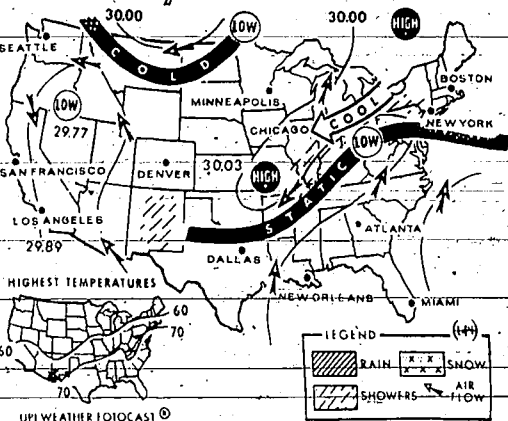 30.00
LOW
30.00
HIGH
SEATTLE
COLD
BOSTON
MINNEAPOLIS
COOL
LOW
29.77
CHICAGO
NEW YORK
LOW
SAN FRANCISCO
DENVER
30.03
HIGH
STATIC
LOS ANGELES
ATLANTA
29.89
DALLAS
HIGHEST TEMPERATURES
NEW ORLEANS
MIAMI
60
70
60
70
LEGEND
(UPI)
RAIN
SNOW
SHOWERS
AIR FLOW
UPI WEATHER FOTOCAST ®